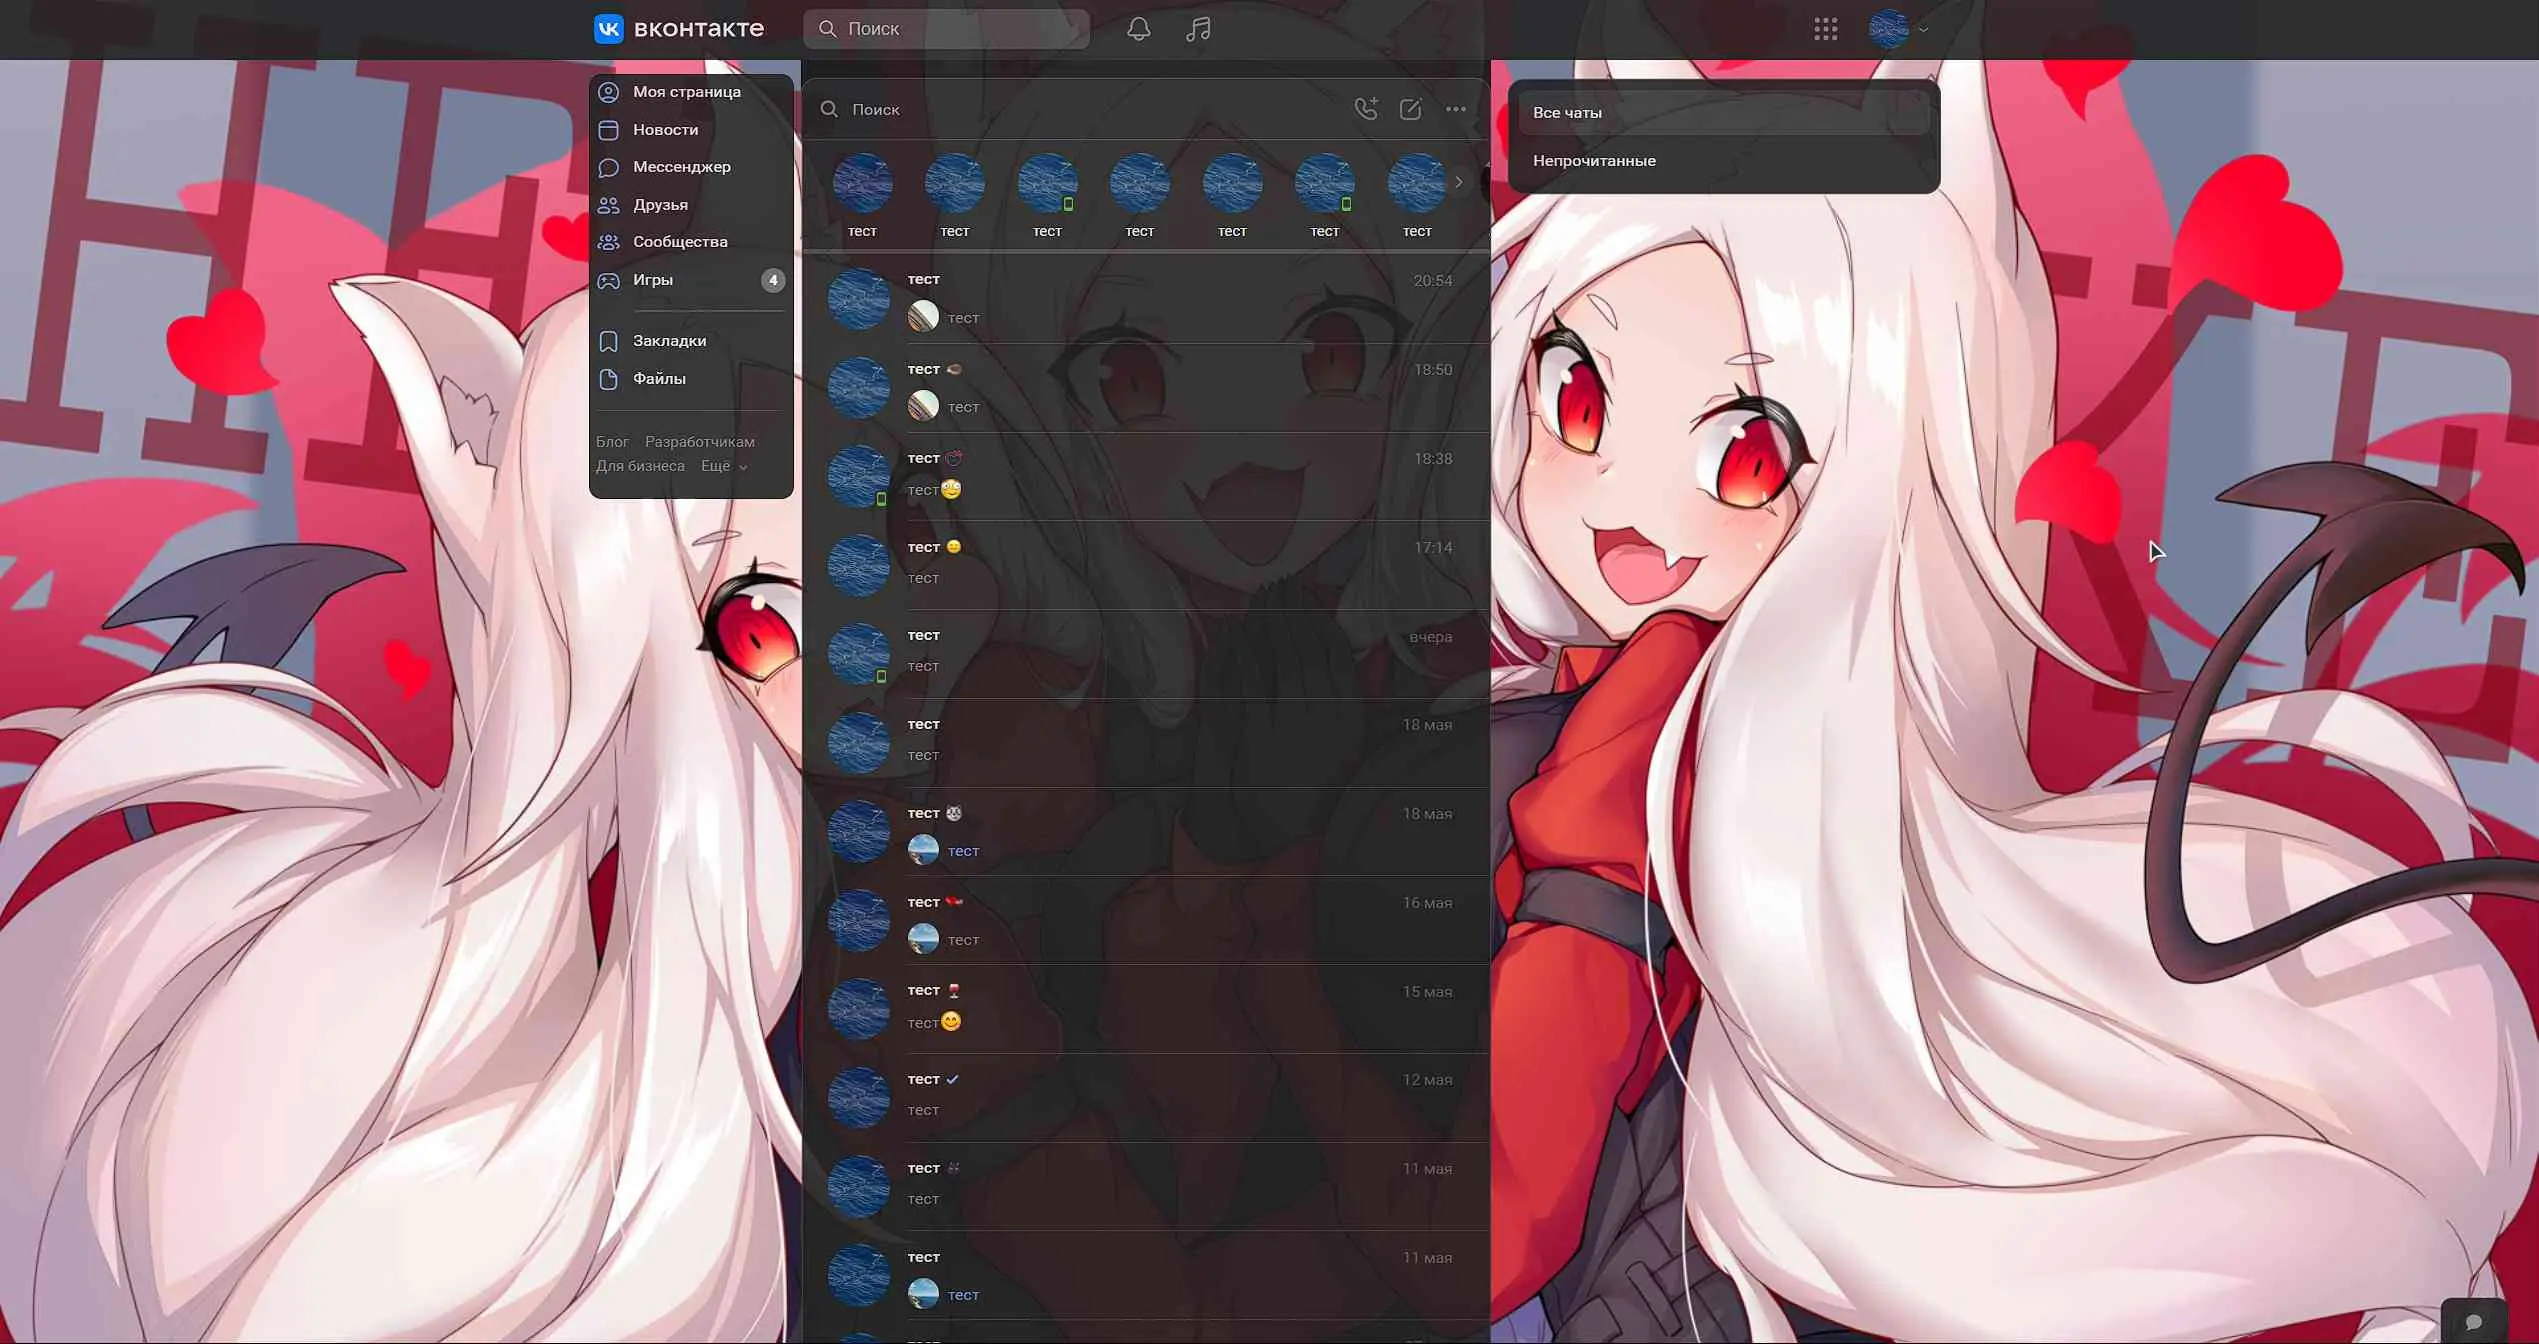 вконтакте
Поиск
Моя страница
Новости
Мессенджер
Друзья
Сообщества
Игры 4
Закладки
Файлы
Блог Разработчикам
Для бизнеса Ещё
Поиск
тест тест тест тест тест тест тест
тест 20:54
тест
тест 18:50
тест
тест 18:38
тест
тест 17:14
тест
тест вчера
тест
тест 18 мая
тест
тест 18 мая
тест
тест 16 мая
тест
тест 15 мая
тест
тест 12 мая
тест
тест 11 мая
тест
тест 11 мая
тест
Все чаты
Непрочитанные